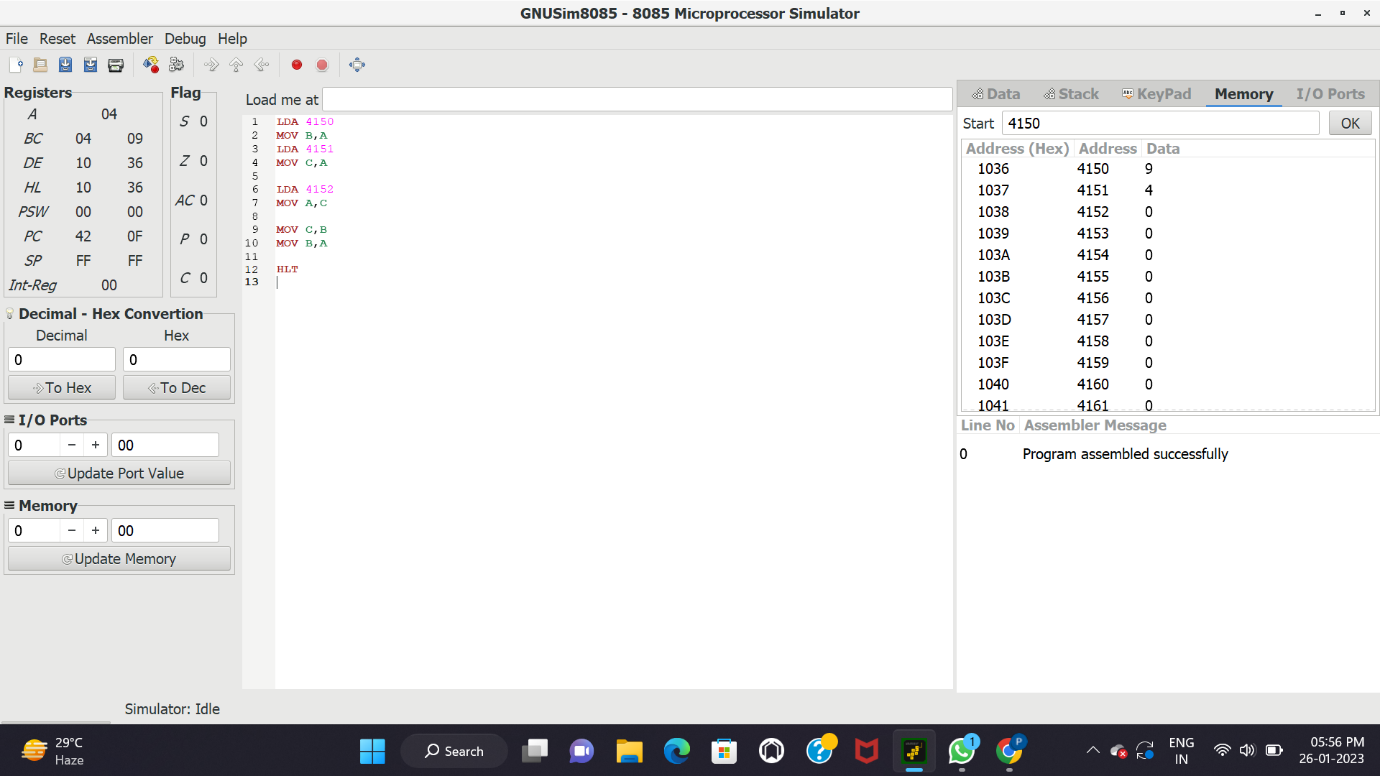 GNUSim8085 - 8085 Microprocessor Simulator
File Reset Assembler Debug Help
Registers
A 04
BC 04 09
DE 10 36
HL 10 36
PSW 00 00
PC 42 0F
SP FF FF
Int-Reg 00
Flag
S 0
Z 0
AC 0
P 0
C 0
Decimal - Hex Convertion
Decimal Hex
0 0
To Hex To Dec
I/O Ports
0 - + 00
Update Port Value
Memory
0 - + 00
Update Memory
Load me at
1 LDA 4150
2 MOV B,A
3 LDA 4151
4 MOV C,A
5
6 LDA 4152
7 MOV A,C
8
9 MOV C,B
10 MOV B,A
11
12 HLT
13
Data Stack KeyPad Memory I/O Ports
Start 4150 OK
Address (Hex) Address Data
1036 4150 9
1037 4151 4
1038 4152 0
1039 4153 0
103A 4154 0
103B 4155 0
103C 4156 0
103D 4157 0
103E 4158 0
103F 4159 0
1040 4160 0
1041 4161 0
Line No Assembler Message
0 Program assembled successfully
Simulator: Idle
29°C
Haze
Search
1
P
ENG
IN
05:56 PM
26-01-2023